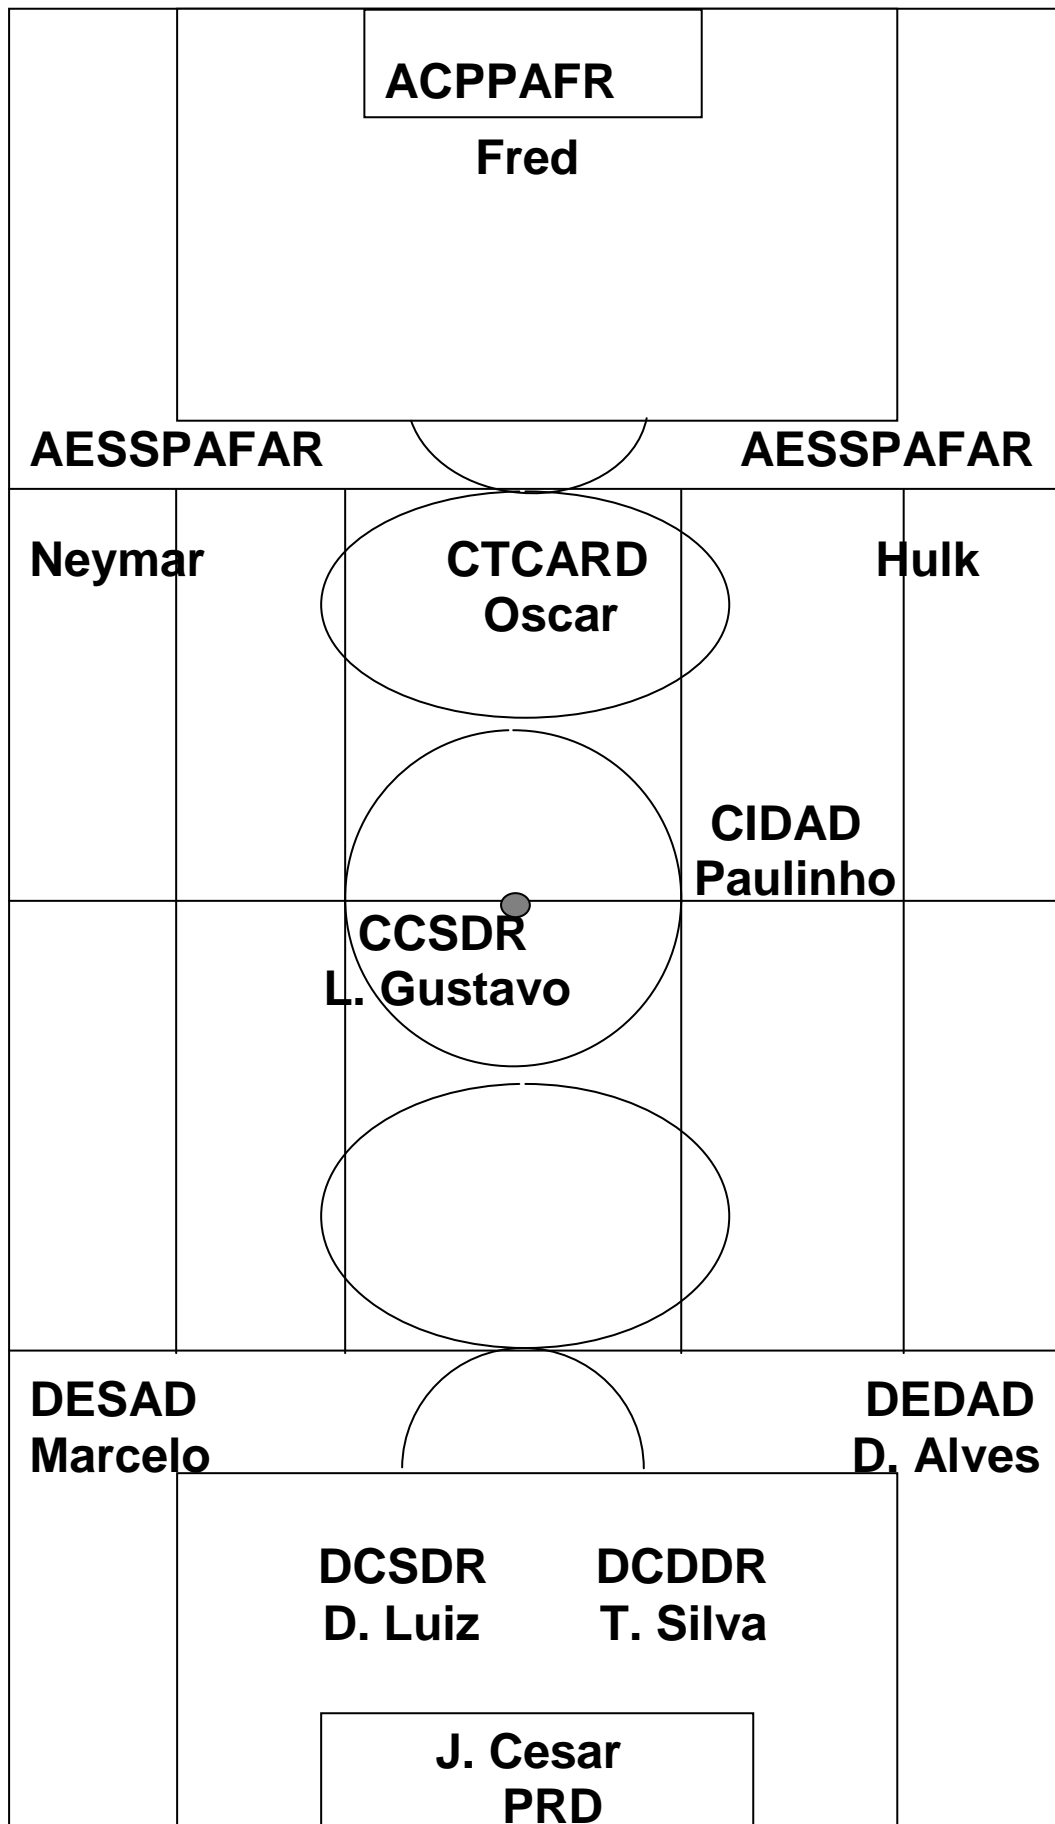 ACPPAFR
Fred
AESSPAFAR AESSPAFAR
Neymar CTCARD Hulk
Oscar
CIDAD
Paulinho
CCSDR
L. Gustavo
DESAD DEDAD
Marcelo D. Alves
DCSDR DCDDR
D. Luiz T. Silva
J. Cesar
PRD